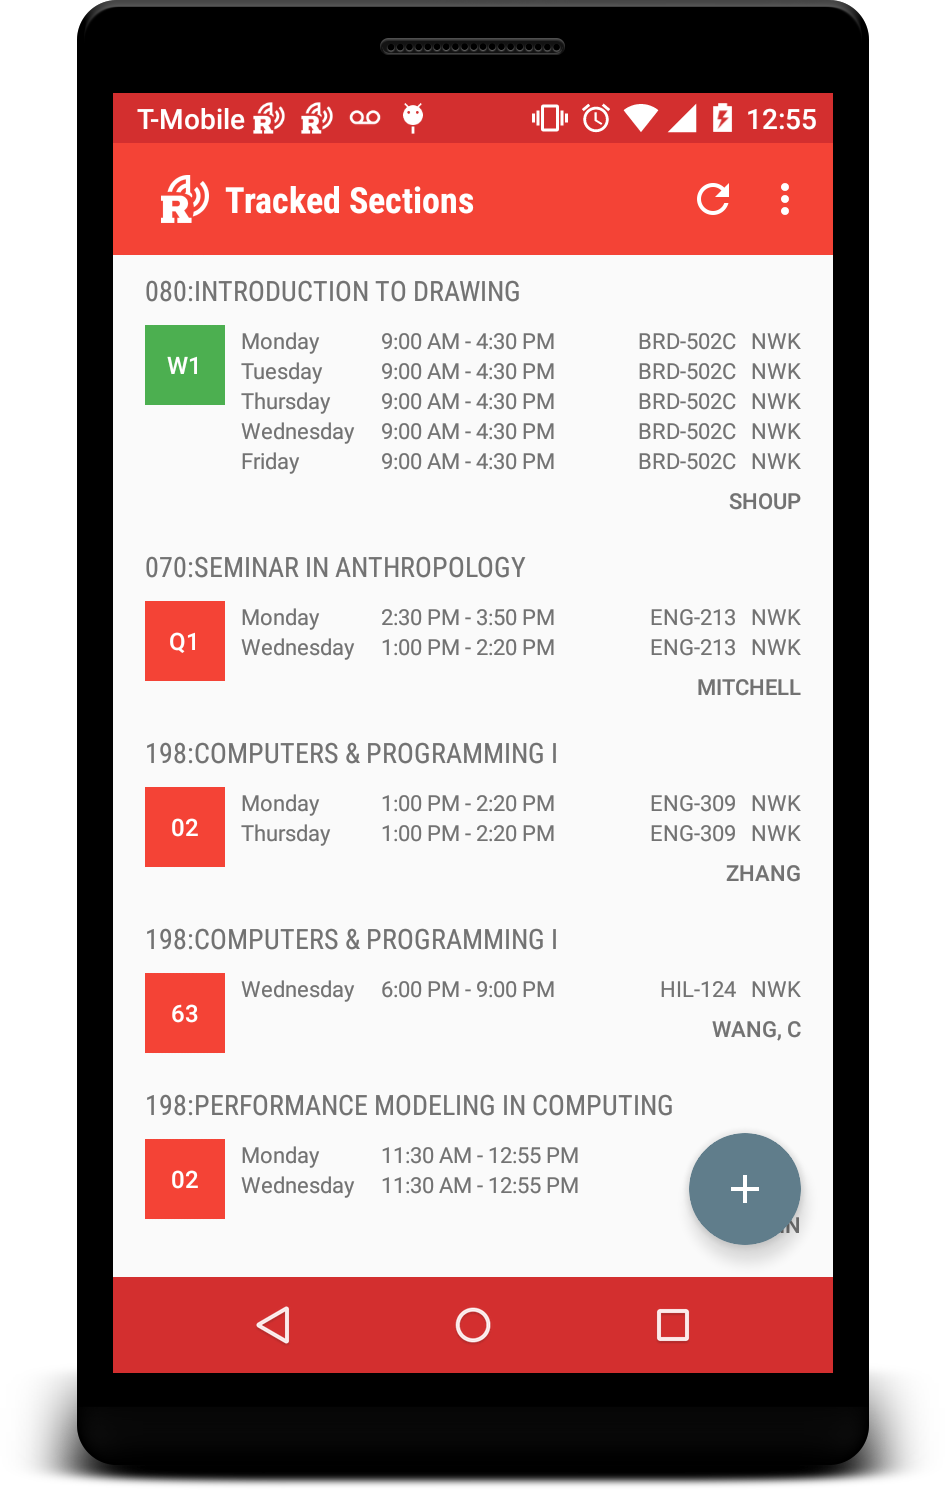 T-Mobile 12:55
Tracked Sections
080:INTRODUCTION TO DRAWING
W1 Monday 9:00 AM - 4:30 PM BRD-502C NWK
Tuesday 9:00 AM - 4:30 PM BRD-502C NWK
Thursday 9:00 AM - 4:30 PM BRD-502C NWK
Wednesday 9:00 AM - 4:30 PM BRD-502C NWK
Friday 9:00 AM - 4:30 PM BRD-502C NWK
SHOUP
070:SEMINAR IN ANTHROPOLOGY
Q1 Monday 2:30 PM - 3:50 PM ENG-213 NWK
Wednesday 1:00 PM - 2:20 PM ENG-213 NWK
MITCHELL
198:COMPUTERS & PROGRAMMING I
02 Monday 1:00 PM - 2:20 PM ENG-309 NWK
Thursday 1:00 PM - 2:20 PM ENG-309 NWK
ZHANG
198:COMPUTERS & PROGRAMMING I
63 Wednesday 6:00 PM - 9:00 PM HIL-124 NWK
WANG, C
198:PERFORMANCE MODELING IN COMPUTING
02 Monday 11:30 AM - 12:55 PM
Wednesday 11:30 AM - 12:55 PM